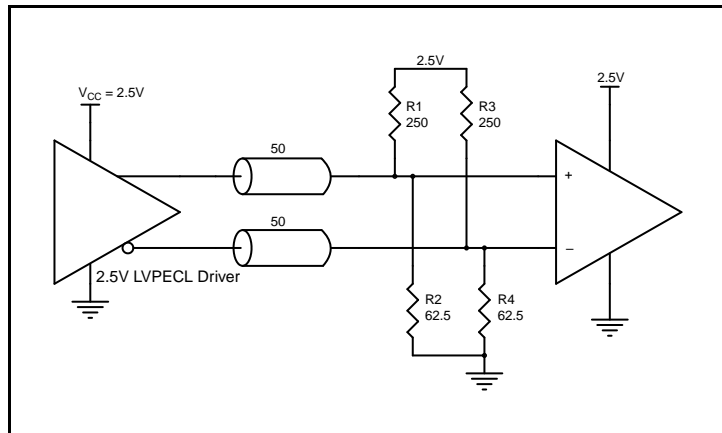 2.5V
V_CC = 2.5V
2.5V
R1
250
R3
250
50
+
50
–
2.5V LVPECL Driver
R2
62.5
R4
62.5